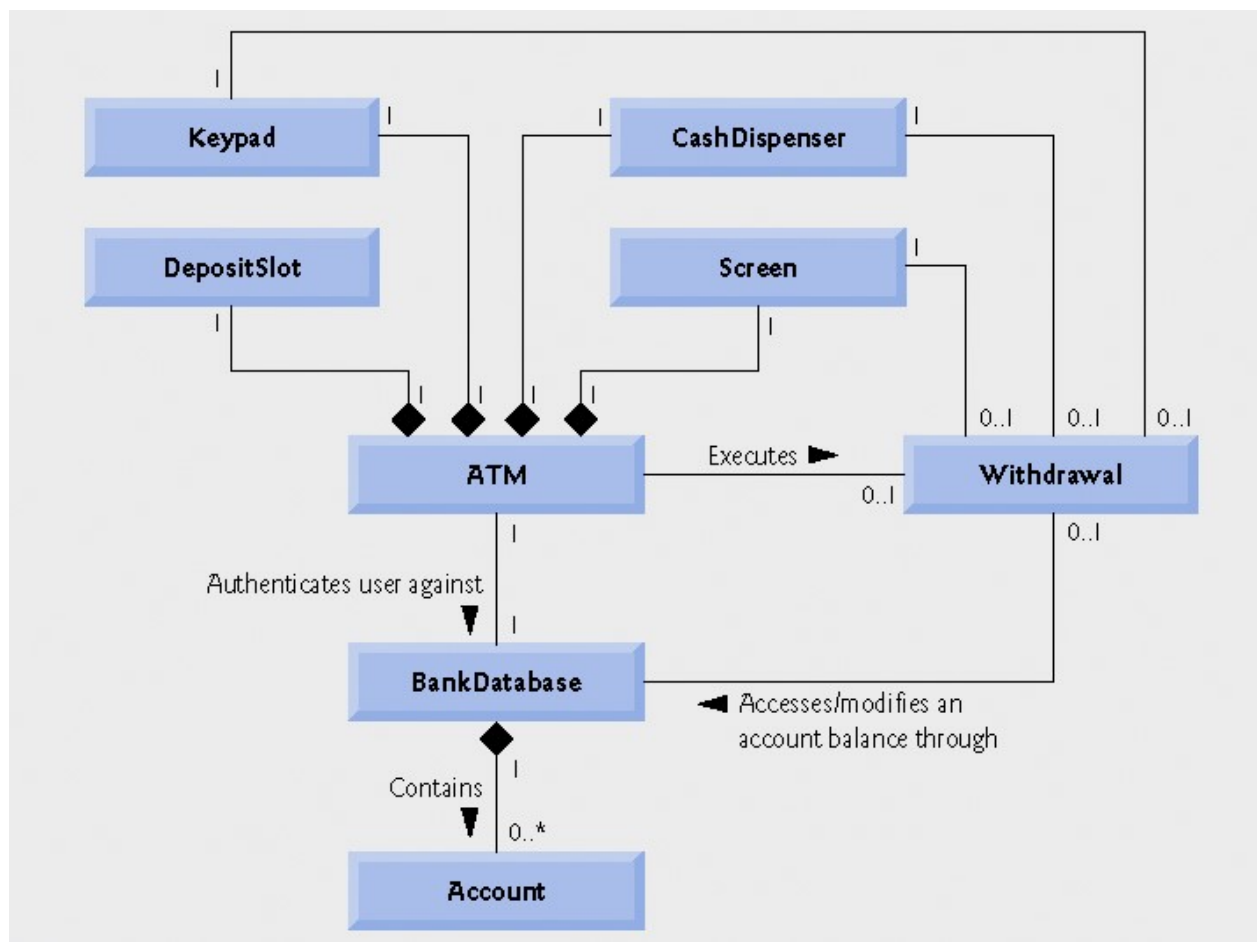 1
Keypad
1
1
CashDispenser
1
DepositSlot
1
Screen
1
1
1
1
1
1
0..1
0..1
0..1
ATM
Executes
0..1
Withdrawal
1
0..1
Authenticates user against
1
BankDatabase
Accesses/modifies an
account balance through
1
Contains
0..*
Account